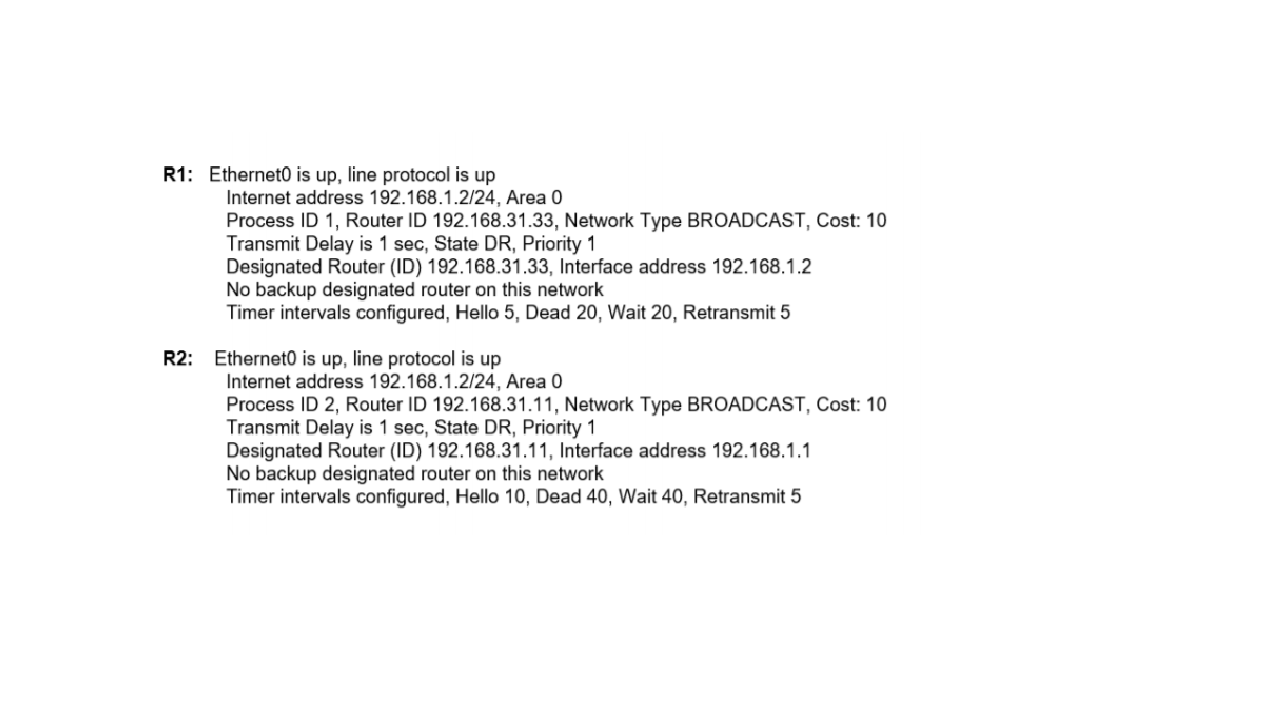 R1: Ethernet0 is up, line protocol is up
Internet address 192.168.1.2/24, Area 0
Process ID 1, Router ID 192.168.31.33, Network Type BROADCAST, Cost: 10
Transmit Delay is 1 sec, State DR, Priority 1
Designated Router (ID) 192.168.31.33, Interface address 192.168.1.2
No backup designated router on this network
Timer intervals configured, Hello 5, Dead 20, Wait 20, Retransmit 5
R2: Ethernet0 is up, line protocol is up
Internet address 192.168.1.2/24, Area 0
Process ID 2, Router ID 192.168.31.11, Network Type BROADCAST, Cost: 10
Transmit Delay is 1 sec, State DR, Priority 1
Designated Router (ID) 192.168.31.11, Interface address 192.168.1.1
No backup designated router on this network
Timer intervals configured, Hello 10, Dead 40, Wait 40, Retransmit 5